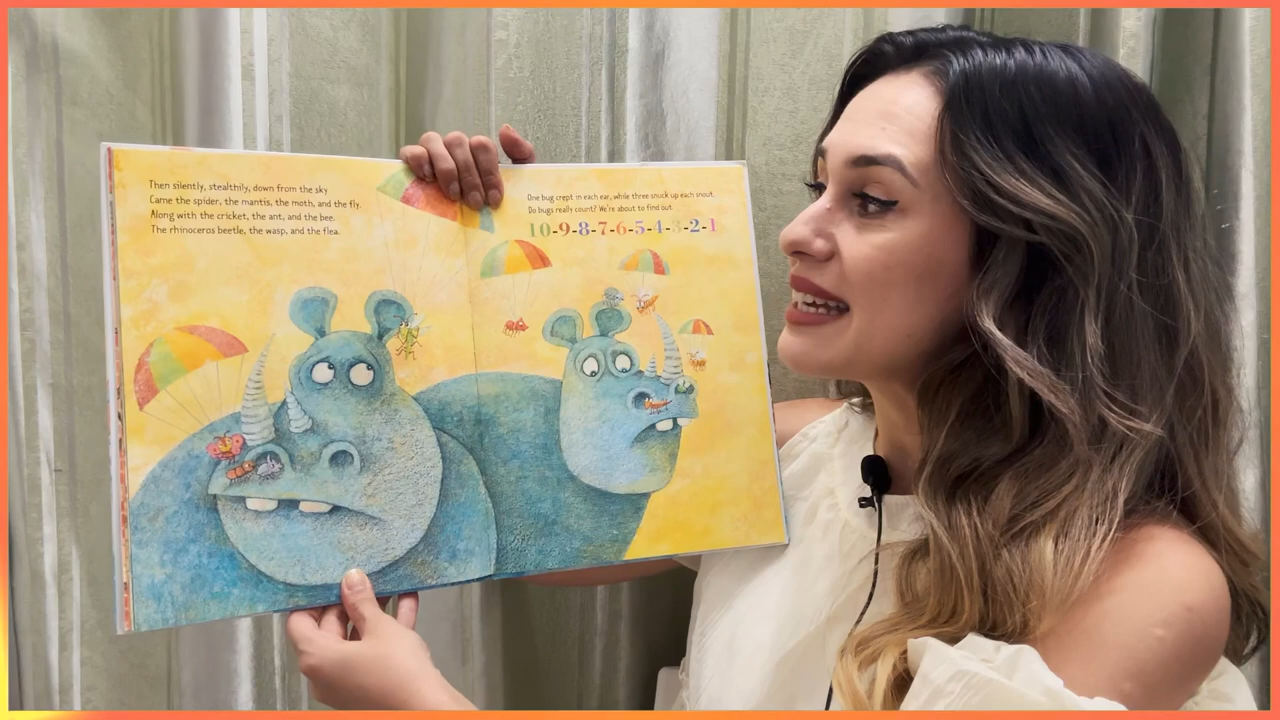 Then silently, stealthily, down from the sky
Came the spider, the mantis, the moth, and the fly.
Along with the cricket, the ant, and the bee.
The rhinoceros beetle, the wasp, and the flea.
One bug crept in each ear, while three snuck up each snout.
Do bugs really count? We're about to find out
10-9-8-7-6-5-4-3-2-1